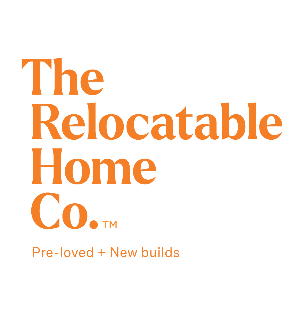 The
Relocatable
Home
Co.™
Pre-loved + New builds